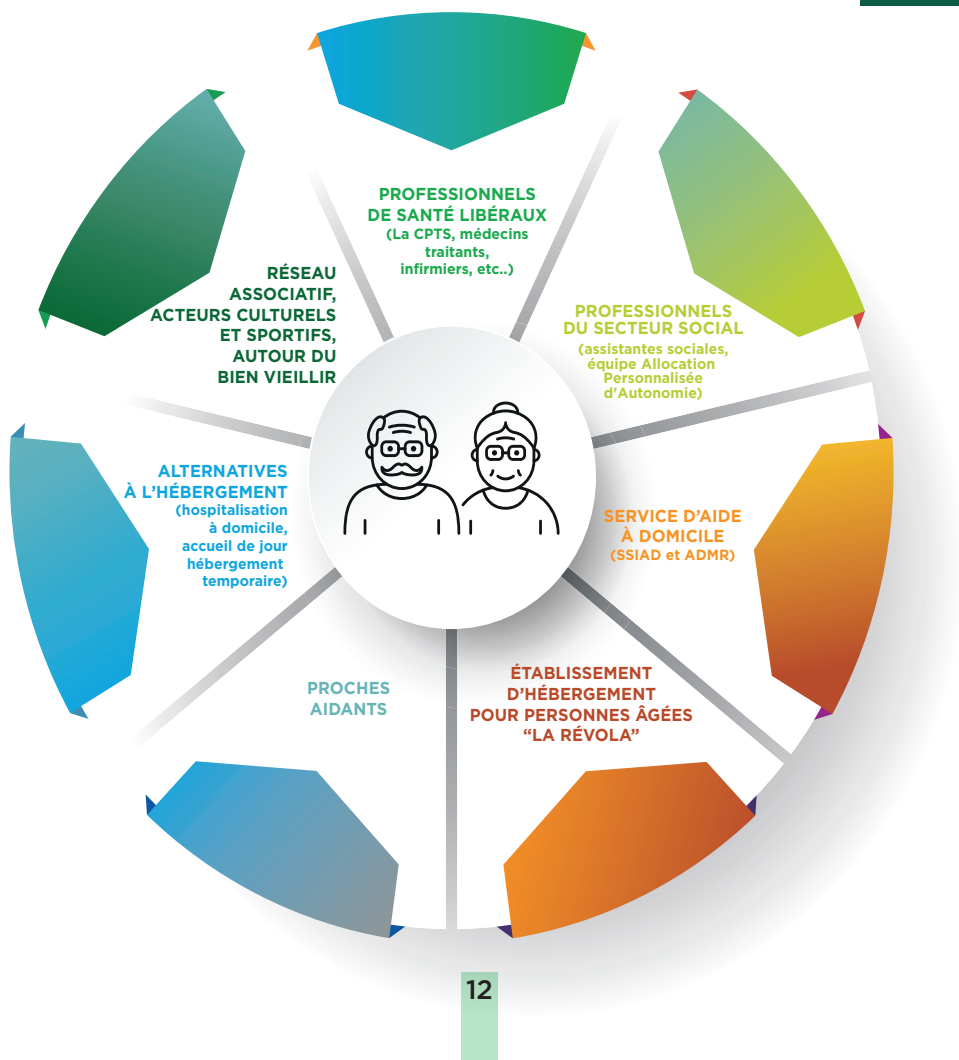 PROFESSIONNELS
DE SANTÉ LIBÉRAUX
(La CPTS, médecins
traitants,
infirmiers, etc..)
PROFESSIONNELS
DU SECTEUR SOCIAL
(assistantes sociales,
équipe Allocation
Personnalisée
d'Autonomie)
SERVICE D’AIDE
À DOMICILE
(SSIAD et ADMR)
ÉTABLISSEMENT
D’HÉBERGEMENT
POUR PERSONNES ÂGÉES
“LA RÉVOLA”
PROCHES
AIDANTS
ALTERNATIVES
À L’HÉBERGEMENT
(hospitalisation
à domicile,
accueil de jour
hébergement
temporaire)
RÉSEAU
ASSOCIATIF,
ACTEURS CULTURELS
ET SPORTIFS,
AUTOUR DU
BIEN VIEILLIR
12